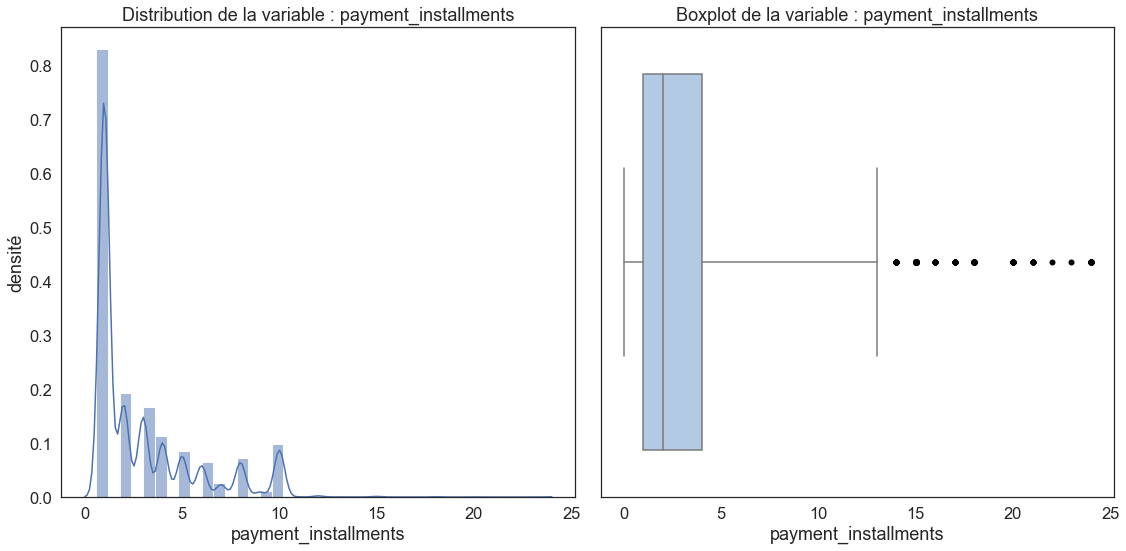 Distribution de la variable : payment_installments
densité
0.8
0.7
0.6
0.5
0.4
0.3
0.2
0.1
0.0
0 5 10 15 20 25
payment_installments
Boxplot de la variable : payment_installments
0 5 10 15 20 25
payment_installments